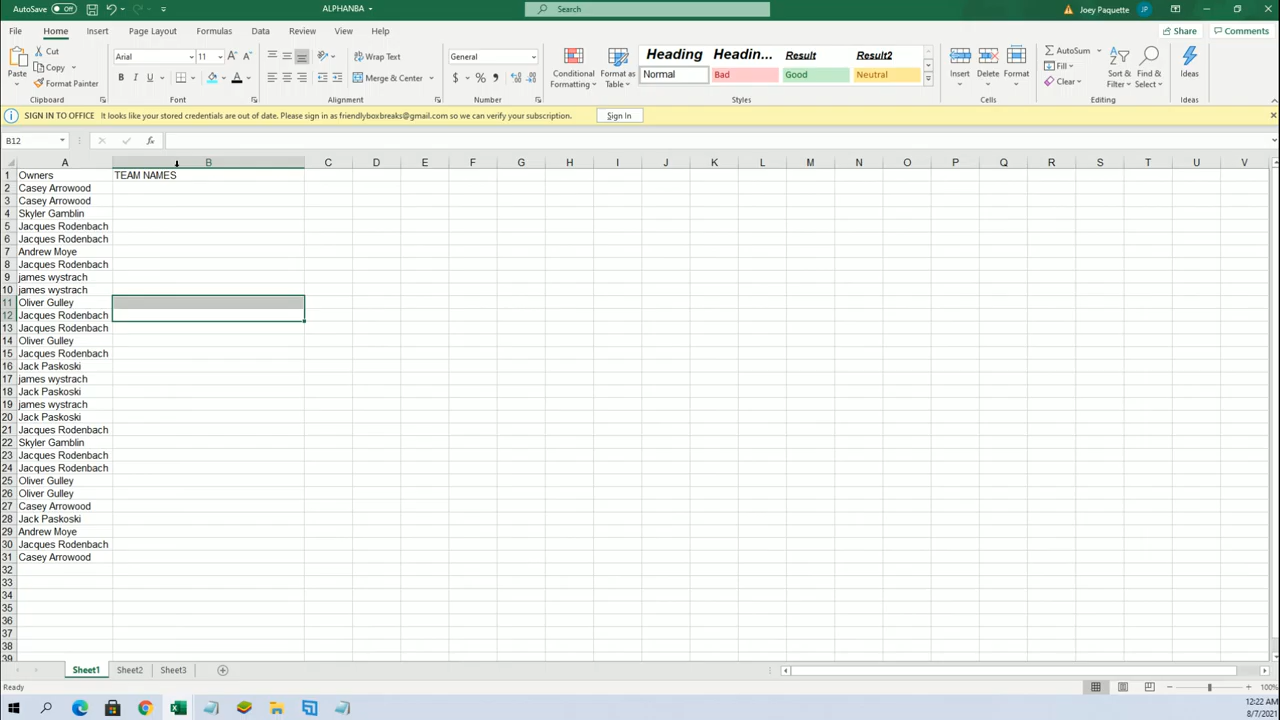 AutoSave Off ALPHANBA Search Joey Paquette JP
File Home Insert Page Layout Formulas Data Review View Help Share Comments
Paste Cut Copy Format Painter Clipboard
Arial 11 A A B I U A Font
Wrap Text Merge & Center Alignment
General $ % 9 Number
Conditional Formatting Format as Table
Heading Headin... Result Result2
Normal Bad Good Neutral
Styles
Insert Delete Format Cells
AutoSum Fill Clear Sort & Filter Find & Select Editing
Ideas Ideas
SIGN IN TO OFFICE It looks like your stored credentials are out of date. Please sign in as friendlyboxbreaks@gmail.com so we can verify your subscription. Sign In
B12 fx
A B C D E F G H I J K L M N O P Q R S T U V
1 Owners TEAM NAMES
2 Casey Arrowood
3 Casey Arrowood
4 Skyler Gamblin
5 Jacques Rodenbach
6 Jacques Rodenbach
7 Andrew Moye
8 Jacques Rodenbach
9 james wystrach
10 james wystrach
11 Oliver Gulley
12 Jacques Rodenbach
13 Jacques Rodenbach
14 Oliver Gulley
15 Jacques Rodenbach
16 Jack Paskoski
17 james wystrach
18 Jack Paskoski
19 james wystrach
20 Jack Paskoski
21 Jacques Rodenbach
22 Skyler Gamblin
23 Jacques Rodenbach
24 Jacques Rodenbach
25 Oliver Gulley
26 Oliver Gulley
27 Casey Arrowood
28 Jack Paskoski
29 Andrew Moye
30 Jacques Rodenbach
31 Casey Arrowood
32
33
34
35
36
37
38
39
Sheet1 Sheet2 Sheet3
Ready 100%
12:22 AM
8/7/2021